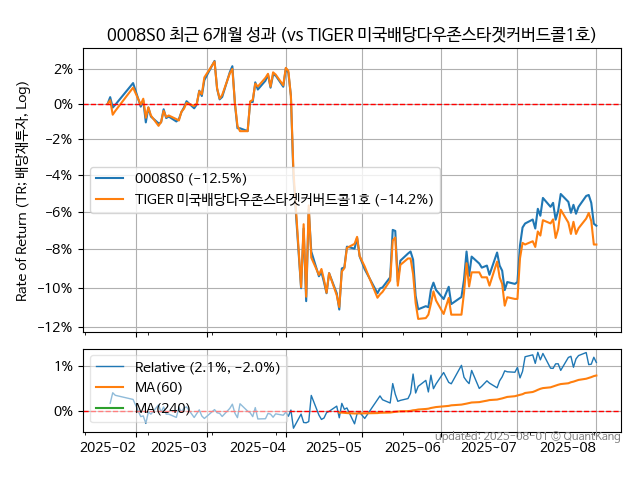 0008S0 최근 6개월 성과 (vs TIGER 미국배당다우존스타겟커버드콜1호)
Rate of Return (TR: 배당재투자, Log)
2%
0%
−2%
−4%
−6%
−8%
−10%
−12%
0008S0 (−12.5%)
TIGER 미국배당다우존스타겟커버드콜1호 (−14.2%)
1%
0%
Relative (2.1%, −2.0%)
MA(60)
MA(240)
2025-02
2025-03
2025-04
2025-05
2025-06
2025-07
2025-08
updated: 2025-08-01 © QuantKang